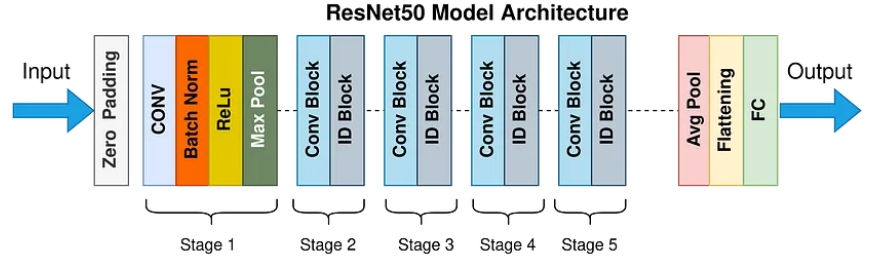 ResNet50 Model Architecture
Input
Zero Padding
CONV
Batch Norm
ReLu
Max Pool
Conv Block
ID Block
Conv Block
ID Block
Conv Block
ID Block
Conv Block
ID Block
Avg Pool
Flattening
FC
Output
Stage 1
Stage 2
Stage 3
Stage 4
Stage 5